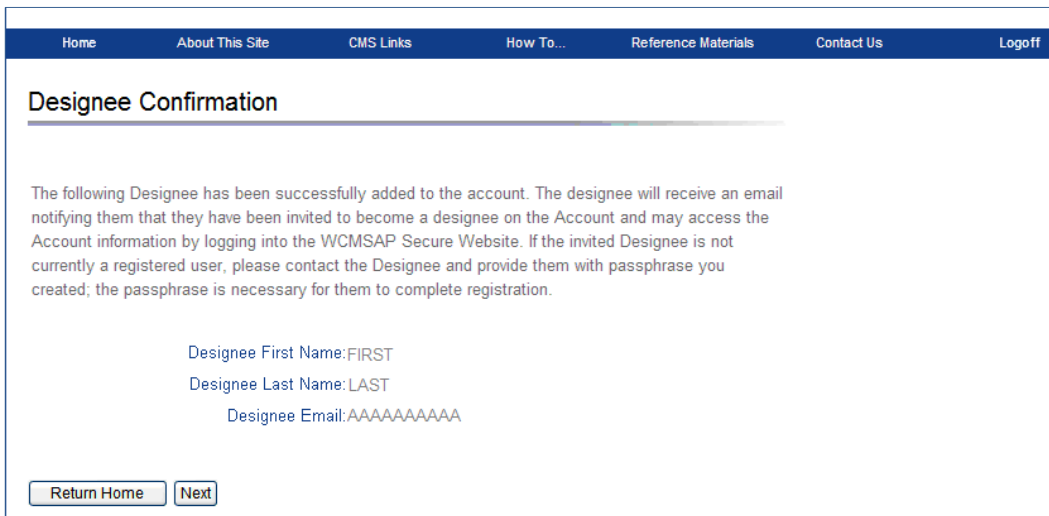 Home About This Site CMS Links How To... Reference Materials Contact Us Logoff
Designee Confirmation
The following Designee has been successfully added to the account. The designee will receive an email
notifying them that they have been invited to become a designee on the Account and may access the
Account information by logging into the WCMSAP Secure Website. If the invited Designee is not
currently a registered user, please contact the Designee and provide them with passphrase you
created; the passphrase is necessary for them to complete registration.
Designee First Name: FIRST
Designee Last Name: LAST
Designee Email: AAAAAAAAAA
Return Home Next